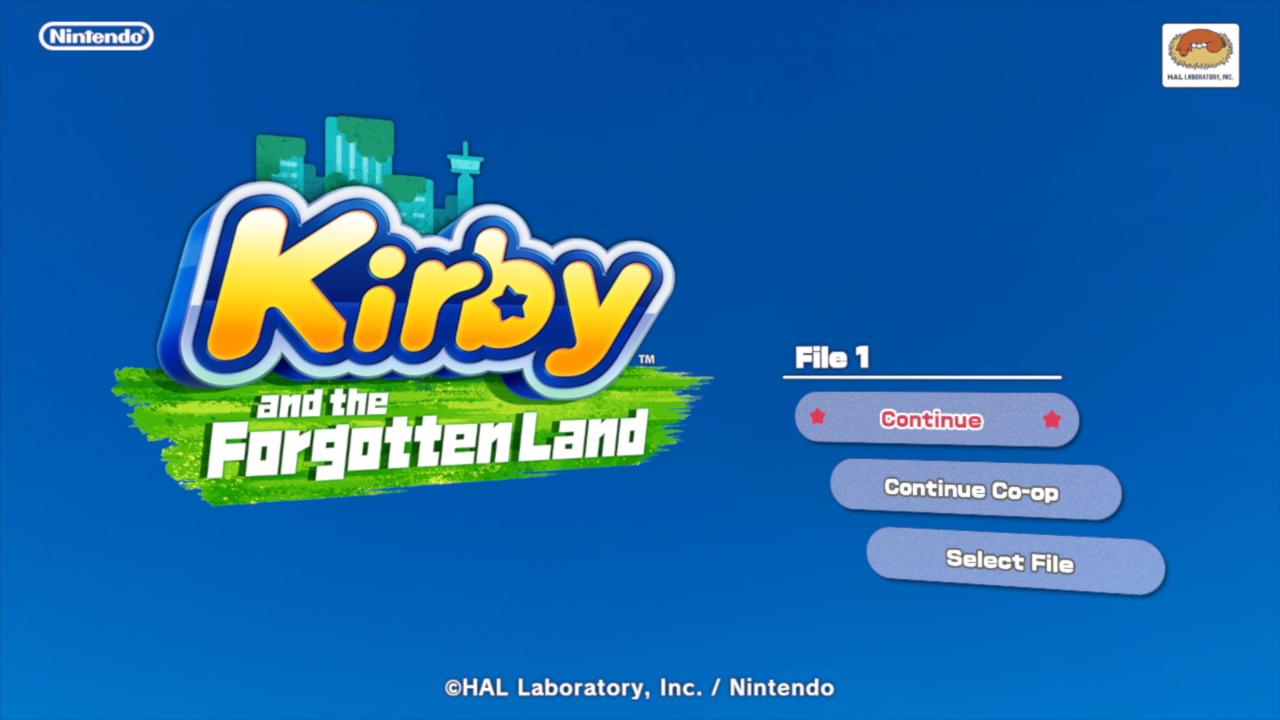 Nintendo®
HAL LABORATORY, INC.
Kirby™
and the
Forgotten Land
File 1
Continue
Continue Co-op
Select File
©HAL Laboratory, Inc. / Nintendo